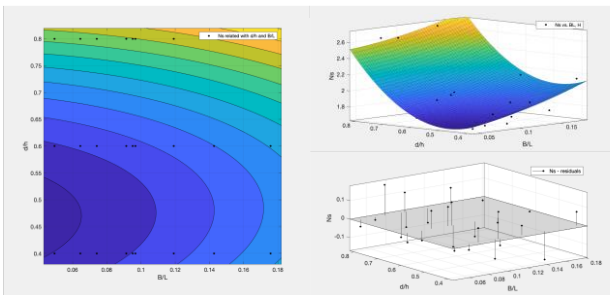 Ns related with d/h and B/L
0.8
0.75
0.7
0.65
0.6
0.55
0.5
0.45
0.4
d/h
0.06 0.08 0.1 0.12 0.14 0.16 0.18
B/L
Ns vs. B/L, H
2.6
2.4
2.2
2
1.8
Ns
0.8 0.7 0.6 0.5 0.4
d/h
0.05 0.1 0.15
B/L
Ns - residuals
0.1
0
-0.1
Ns
0.8 0.7 0.6 0.5 0.4
d/h
0.06 0.08 0.1 0.12 0.14 0.16 0.18
B/L